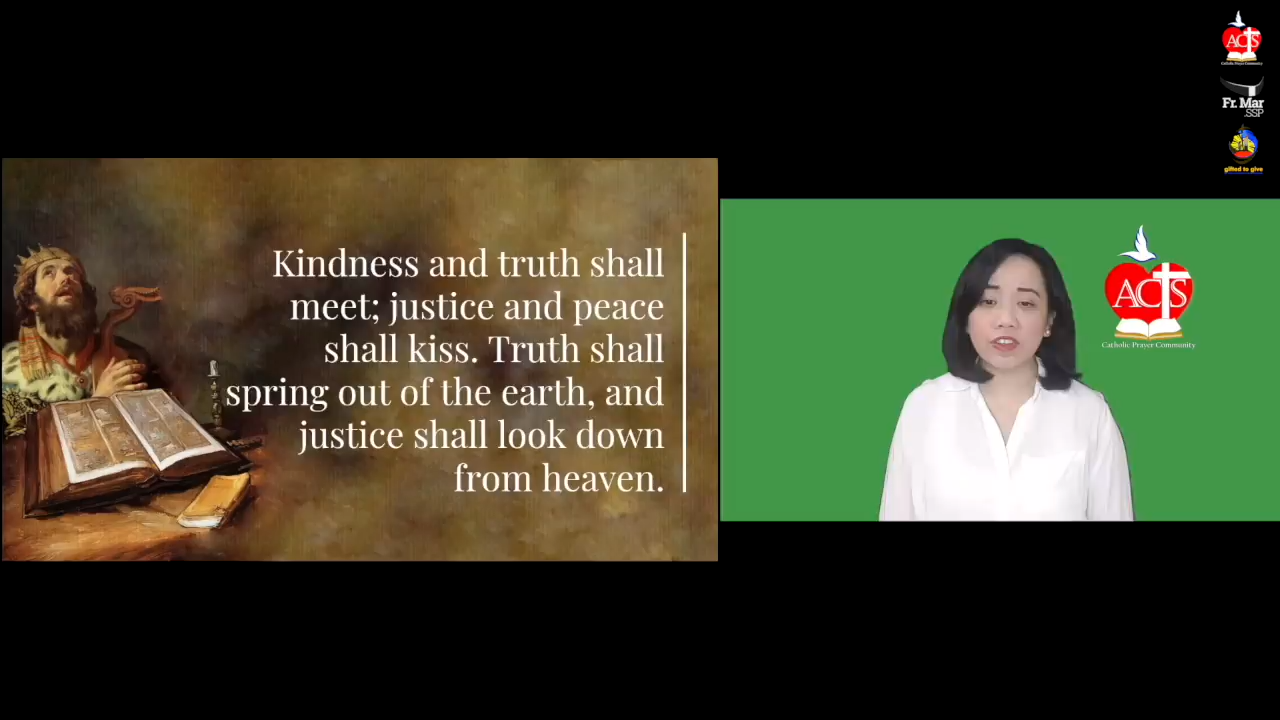 Kindness and truth shall
meet; justice and peace
shall kiss. Truth shall
spring out of the earth, and
justice shall look down
from heaven.
ACTS
Catholic Prayer Community
ACTS
Catholic Prayer Community
Fr. Mar
.SSP
gifted to give